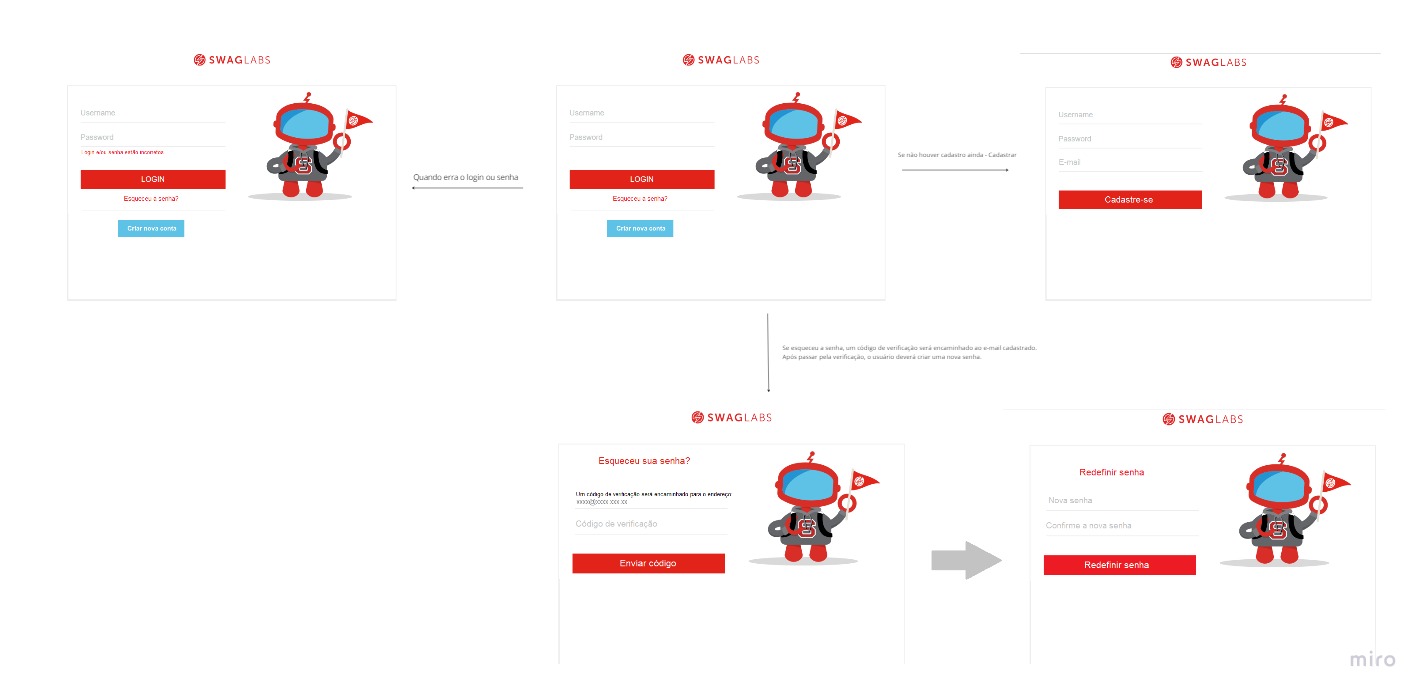 SWAGLABS
Username
Password
Login e/ou senha estão incorretos
LOGIN
Esqueceu a senha?
Criar nova conta
Quando erra o login ou senha
SWAGLABS
Username
Password
LOGIN
Esqueceu a senha?
Criar nova conta
Se não houver cadastro ainda - Cadastrar
SWAGLABS
Username
Password
E-mail
Cadastre-se
Se esqueceu a senha, um código de verificação será encaminhado ao e-mail cadastrado.
Após passar pela verificação, o usuário deverá criar uma nova senha.
SWAGLABS
Esqueceu sua senha?
Um código de verificação será encaminhado para o endereço:
xxxx@xxxx.xxx.xx
Código de verificação
Enviar código
SWAGLABS
Redefinir senha
Nova senha
Confirme a nova senha
Redefinir senha
miro